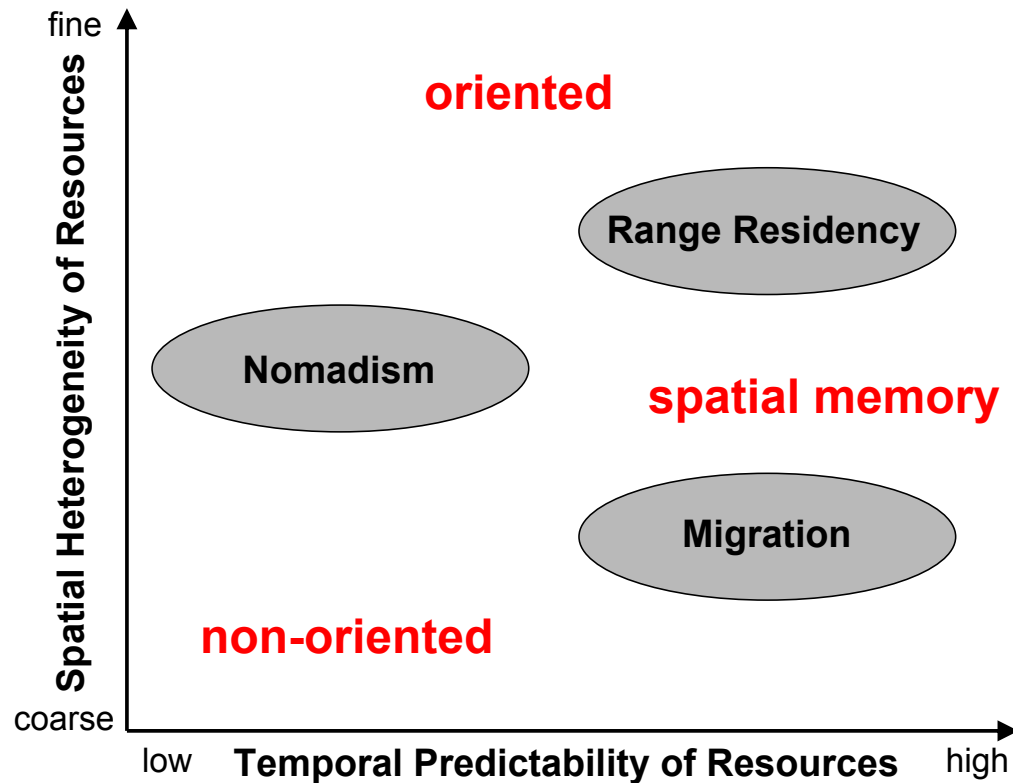 fine
Spatial Heterogeneity of Resources
oriented
Range Residency
Nomadism
spatial memory
Migration
non-oriented
coarse
low
Temporal Predictability of Resources
high